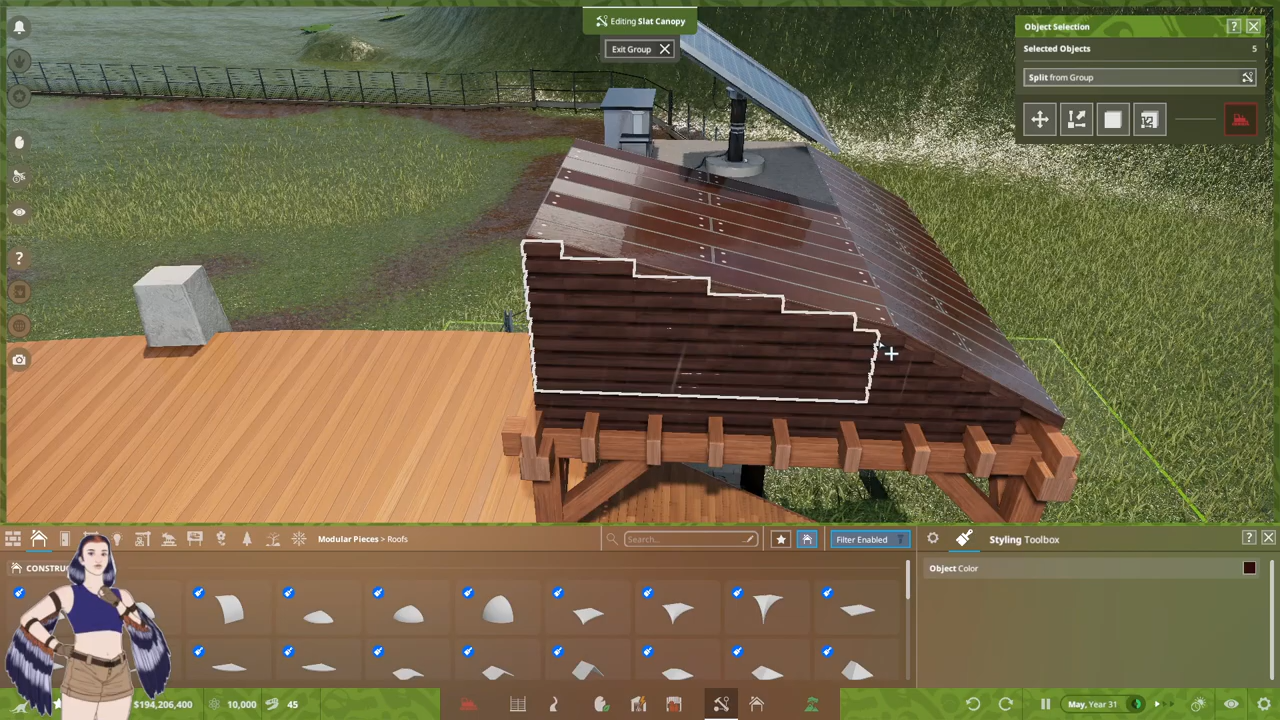 Editing Slat Canopy
Exit Group
Object Selection
?
Selected Objects 5
Split from Group
?
Modular Pieces > Roofs
Search...
Filter Enabled
Styling Toolbox
?
Object Color
$194,206,400
10,000
45
May, Year 31